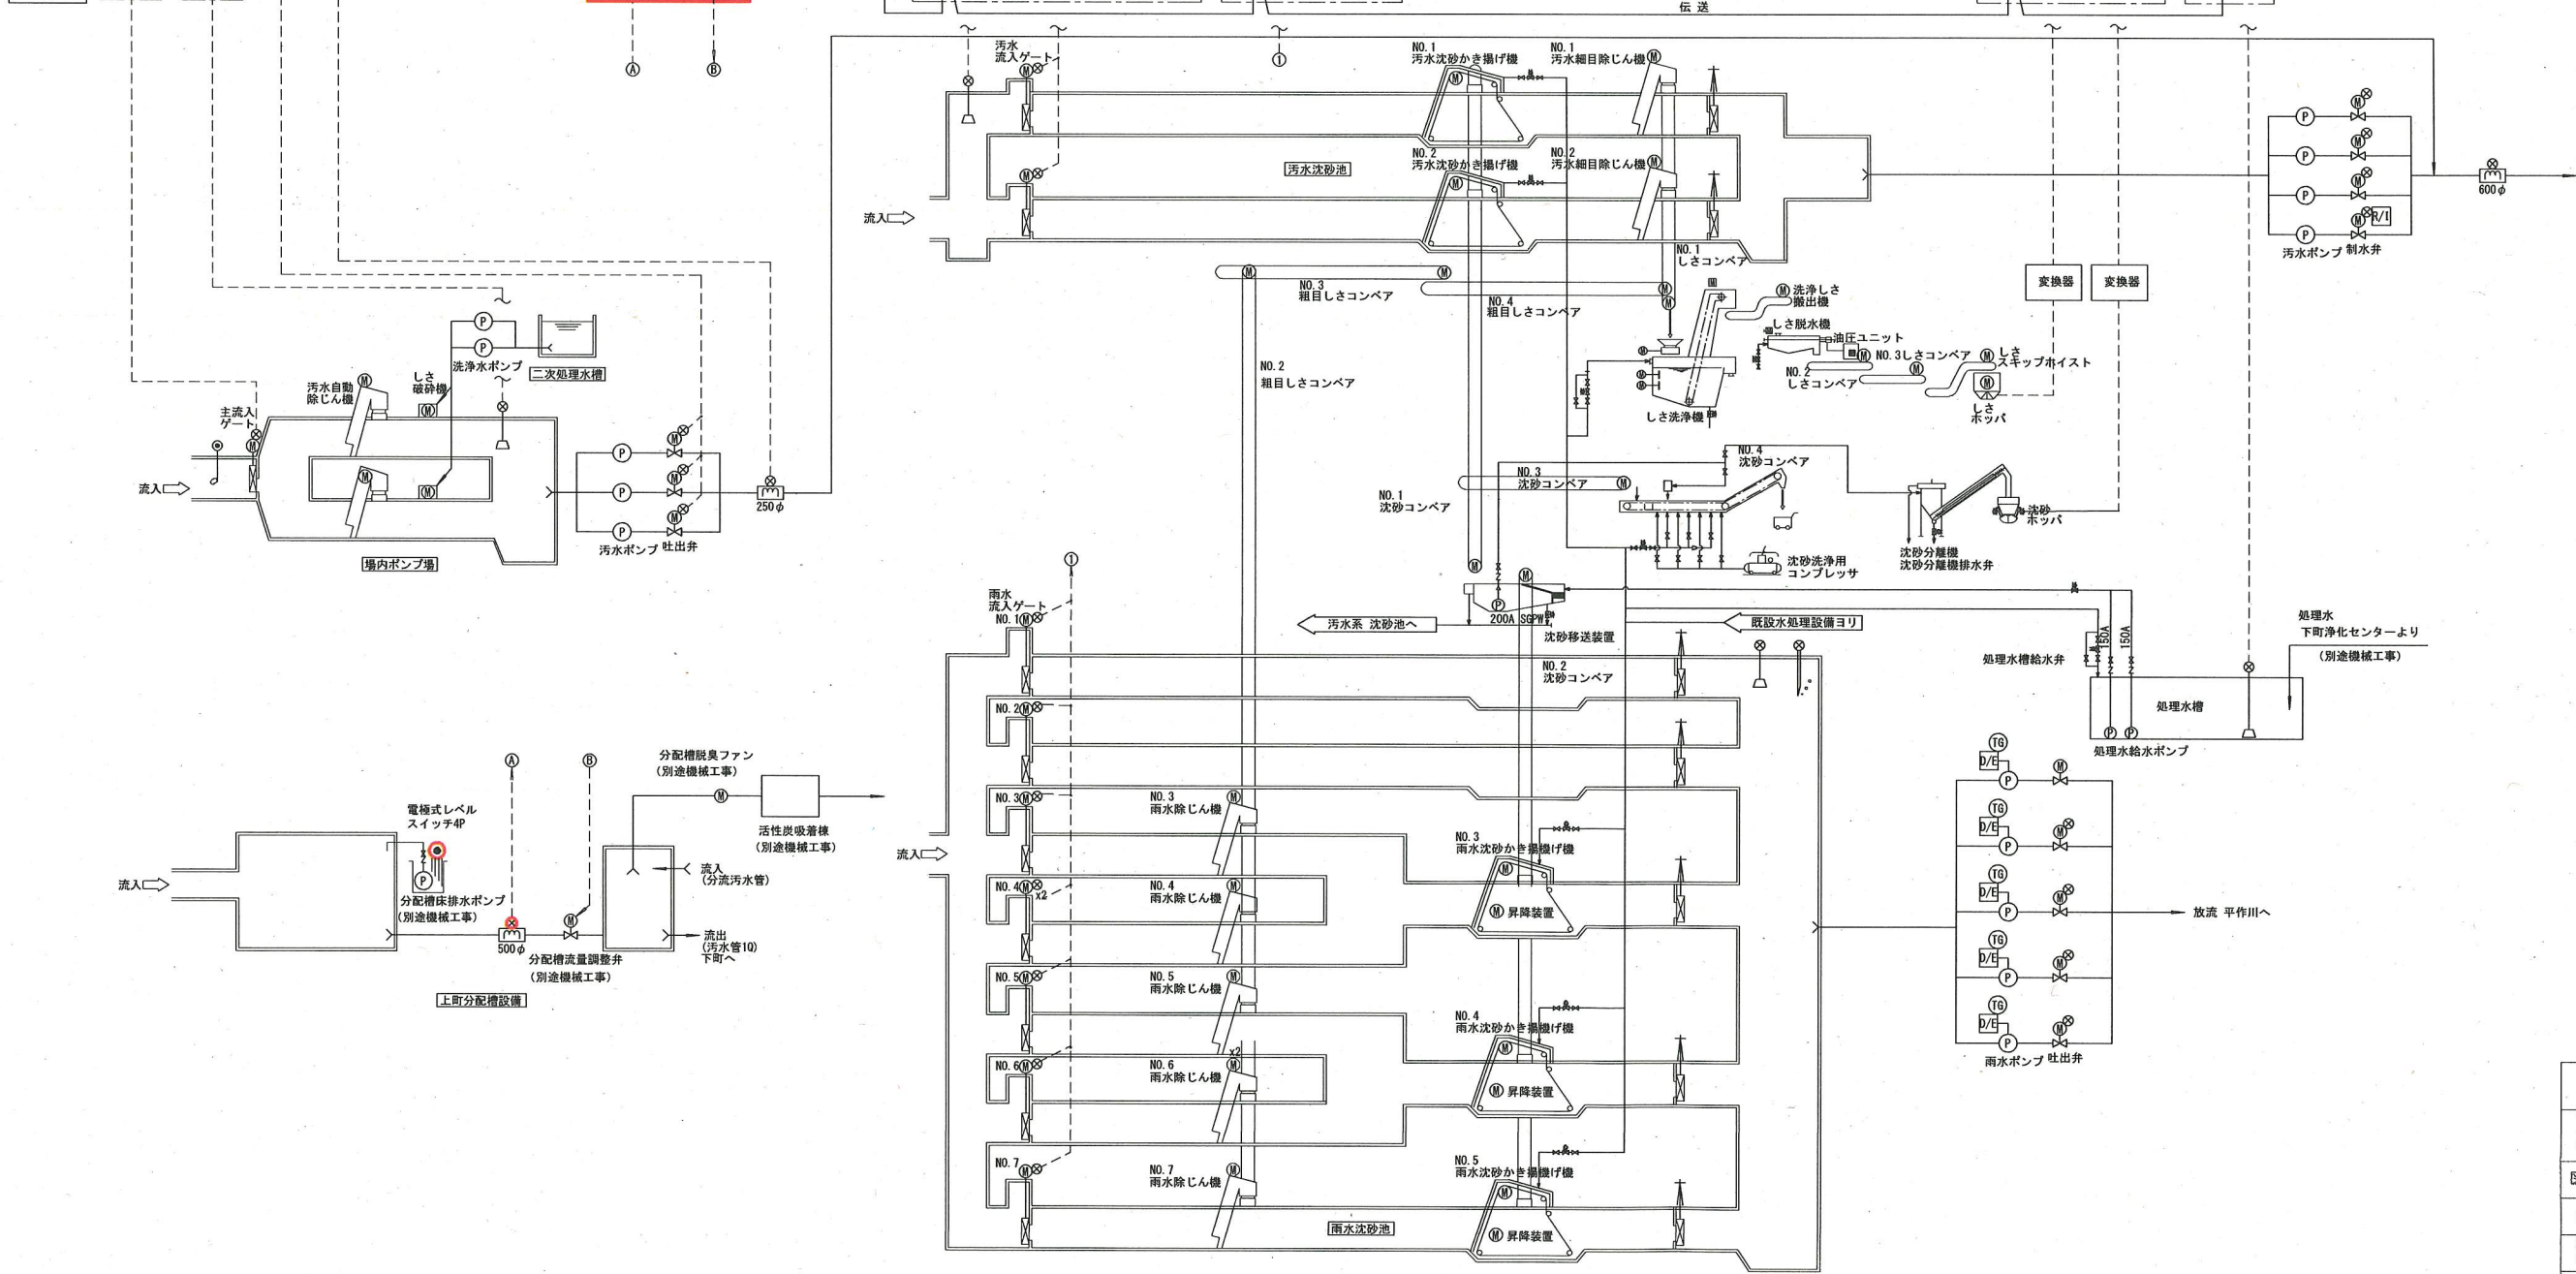 伝 送
Ⓐ
Ⓑ
①
汚水
流入ゲート
NO.1
汚水沈砂かき揚げ機
NO.1
汚水細目除じん機
NO.2
汚水沈砂かき揚げ機
NO.2
汚水細目除じん機
汚水沈砂池
流入
NO.1
しさコンベア
NO.3
粗目しさコンベア
NO.4
粗目しさコンベア
NO.2
粗目しさコンベア
洗浄しさ
搬出機
しさ脱水機
油圧ユニット
NO.3しさコンベア
しさ
スキップホイスト
NO.2
しさコンベア
しさ
ホッパ
しさ洗浄機
変換器
変換器
R/I
汚水ポンプ
制水弁
600φ
洗浄水ポンプ
二次処理水槽
汚水自動
除じん機
しさ
破砕機
主流入
ゲート
流入
汚水ポンプ
吐出弁
250φ
場内ポンプ場
NO.1
沈砂コンベア
NO.3
沈砂コンベア
NO.4
沈砂コンベア
沈砂
ホッパ
沈砂分離機
沈砂分離機排水弁
沈砂洗浄用
コンプレッサ
①
雨水
流入ゲート
NO.1
汚水系 沈砂池へ
200A SGPW
沈砂移送装置
既設水処理設備ヨリ
NO.2
沈砂コンベア
処理水
下町浄化センターより
(別途機械工事)
処理水槽給水弁
150A
150A
処理水槽
処理水給水ポンプ
NO.2
NO.3
NO.4
x2
NO.5
NO.6
NO.7
NO.3
雨水除じん機
NO.4
雨水除じん機
NO.5
雨水除じん機
x2
NO.6
雨水除じん機
NO.7
雨水除じん機
NO.3
雨水沈砂かき揚機げ機
昇降装置
NO.4
雨水沈砂かき揚機げ機
昇降装置
NO.5
雨水沈砂かき揚機げ機
昇降装置
雨水沈砂池
流入
TG
D/E
TG
D/E
TG
D/E
TG
D/E
TG
D/E
雨水ポンプ
吐出弁
放流 平作川へ
Ⓐ
Ⓑ
分配槽脱臭ファン
(別途機械工事)
活性炭吸着棟
(別途機械工事)
電極式レベル
スイッチ4P
流入
分配槽床排水ポンプ
(別途機械工事)
500φ
分配槽流量調整弁
(別途機械工事)
流入
(分流汚水管)
流出
(汚水管1Q)
下町へ
上町分配槽設備